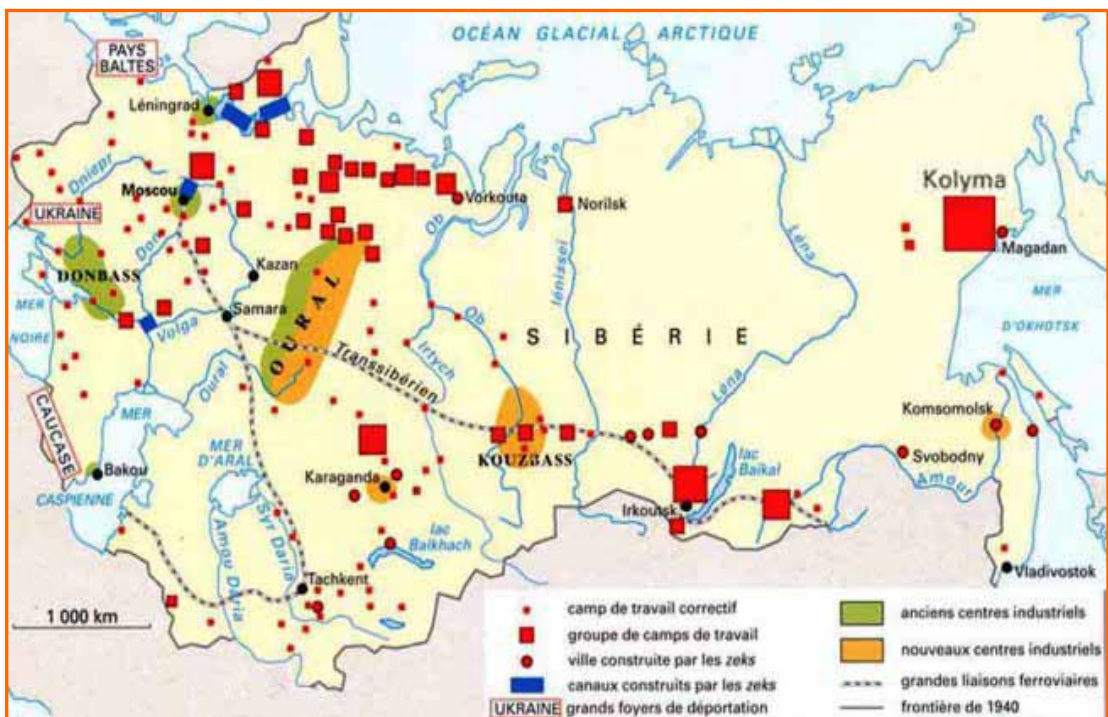 OCÉAN GLACIAL ARCTIQUE
PAYS
BALTES
Léningrad
Dniepr
Moscou
UKRAINE
Don
DONBASS
Kazan
Samara
Volga
MER
NOIRE
CAUCASE
MER
CASPIENNE
Bakou
Oural
OURAL
MER
D'ARAL
Syr Daria
Amou Daria
Tachkent
Karaganda
lac
Balkhach
Transsibérien
Irtych
Ob
Ob
Vorkouta
Norilsk
Iénisseï
SIBÉRIE
KOUZBASS
Léna
Léna
lac
Baïkal
Irkoutsk
Kolyma
Magadan
MER
D'OKHOTSK
Komsomolsk
Svobodny
Amour
Vladivostok
1 000 km
camp de travail correctif
groupe de camps de travail
ville construite par les zeks
canaux construits par les zeks
UKRAINE grands foyers de déportation
anciens centres industriels
nouveaux centres industriels
grandes liaisons ferroviaires
frontière de 1940